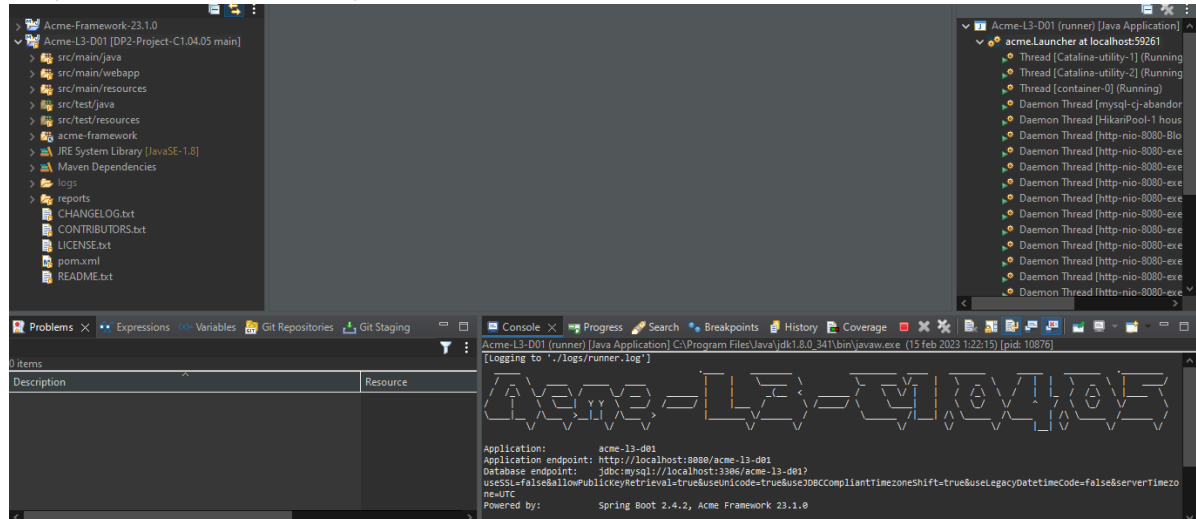 Acme-Framework-23.1.0
Acme-L3-D01 [DP2-Project-C1.04.05 main]
src/main/java
src/main/webapp
src/main/resources
src/test/java
src/test/resources
acme-framework
JRE System Library [JavaSE-1.8]
Maven Dependencies
logs
reports
CHANGELOG.txt
CONTRIBUTORS.txt
LICENSE.txt
pom.xml
README.txt
Acme-L3-D01 (runner) [Java Application]
acme.Launcher at localhost:59261
Thread [Catalina-utility-1] (Running
Thread [Catalina-utility-2] (Running
Thread [container-0] (Running)
Daemon Thread [mysql-cj-abandor
Daemon Thread [HikariPool-1 hous
Daemon Thread [http-nio-8080-Blo
Daemon Thread [http-nio-8080-exe
Daemon Thread [http-nio-8080-exe
Daemon Thread [http-nio-8080-exe
Daemon Thread [http-nio-8080-exe
Daemon Thread [http-nio-8080-exe
Daemon Thread [http-nio-8080-exe
Daemon Thread [http-nio-8080-exe
Daemon Thread [http-nio-8080-exe
Daemon Thread [http-nio-8080-exe
Daemon Thread [http-nio-8080-exe
Problems Expressions Variables Git Repositories Git Staging
0 items
Description Resource
Console Progress Search Breakpoints History Coverage
Acme-L3-D01 (runner) [Java Application] C:\Program Files\Java\jdk1.8.0_341\bin\javaw.exe (15 feb 2023 1:22:15) [pid: 10876]
[Logging to './logs/runner.log']
Acme-L3-C10405
Application: acme-l3-d01
Application endpoint: http://localhost:8080/acme-l3-d01
Database endpoint: jdbc:mysql://localhost:3306/acme-l3-d01?
useSSL=false&allowPublicKeyRetrieval=true&useUnicode=true&useJDBCCompliantTimezoneShift=true&useLegacyDatetimeCode=false&serverTimezo
ne=UTC
Powered by: Spring Boot 2.4.2, Acme Framework 23.1.0